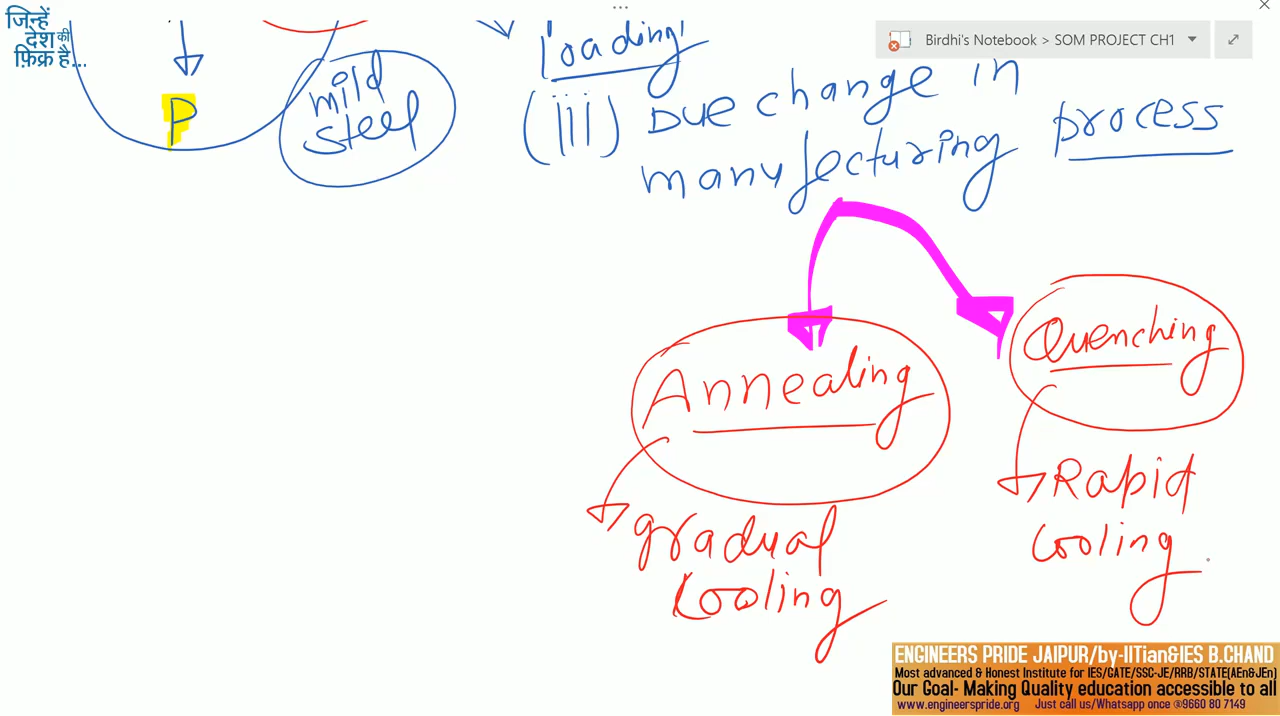 जिन्हें
देश की
फ़िक्र है...
Birdhi's Notebook > SOM PROJECT CH1
P
mild
steel
Loading
(iii) Due change in
manufecturing process
Annealing
gradual
Cooling
Quenching
Rapid
Cooling
ENGINEERS PRIDE JAIPUR/by-IITian&IES B.CHAND
Most advanced & Honest Institute for IES/GATE/SSC-JE/RRB/STATE(AEn&JEn)
Our Goal- Making Quality education accessible to all
www.engineerspride.org Just call us/Whatsapp once @9660 80 7149